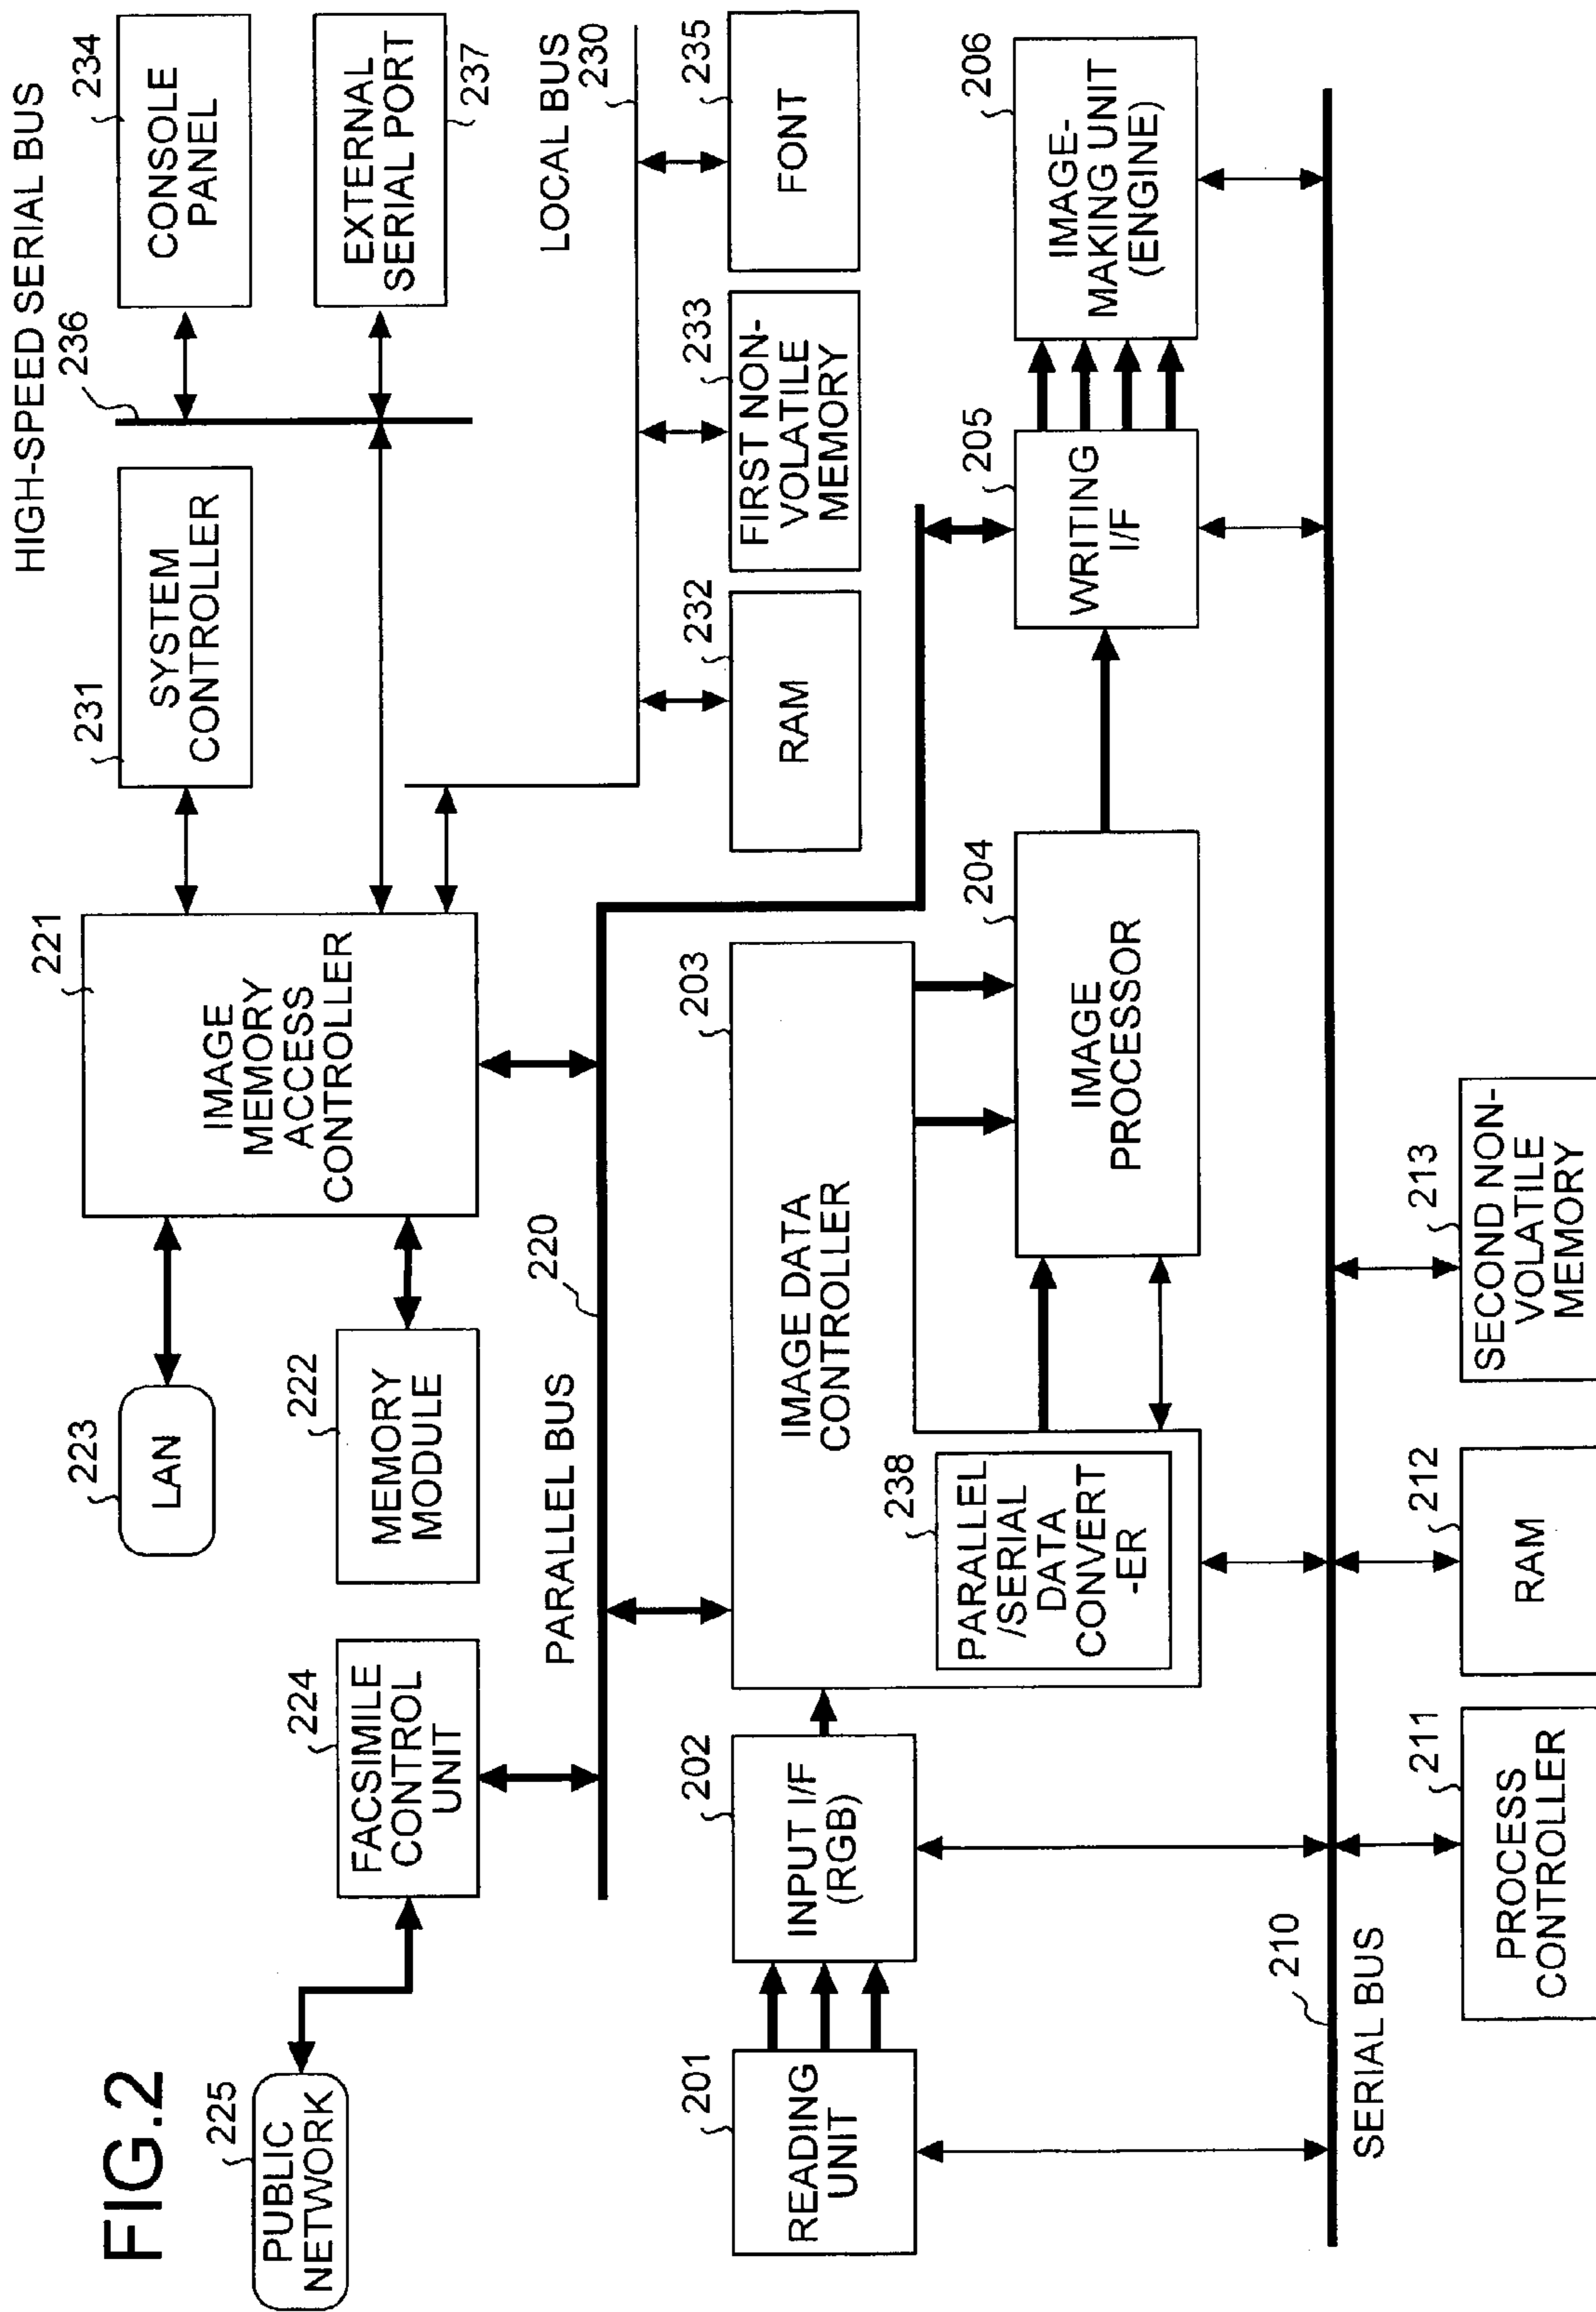 FIG.2
HIGH-SPEED SERIAL BUS
236
225
PUBLIC
NETWORK
223
LAN
221
IMAGE
MEMORY
ACCESS
CONTROLLER
231
SYSTEM
CONTROLLER
234
CONSOLE
PANEL
224
FACSIMILE
CONTROL
UNIT
222
MEMORY
MODULE
EXTERNAL
SERIAL PORT
237
PARALLEL BUS
220
LOCAL BUS
230
201
READING
UNIT
202
INPUT I/F
(RGB)
203
IMAGE DATA
CONTROLLER
238
PARALLEL
/SERIAL
DATA
CONVERT
-ER
232
RAM
233
FIRST NON-
VOLATILE
MEMORY
235
FONT
204
IMAGE
PROCESSOR
205
WRITING
I/F
206
IMAGE-
MAKING UNIT
(ENGINE)
210
SERIAL BUS
211
PROCESS
CONTROLLER
212
RAM
213
SECOND NON-
VOLATILE
MEMORY